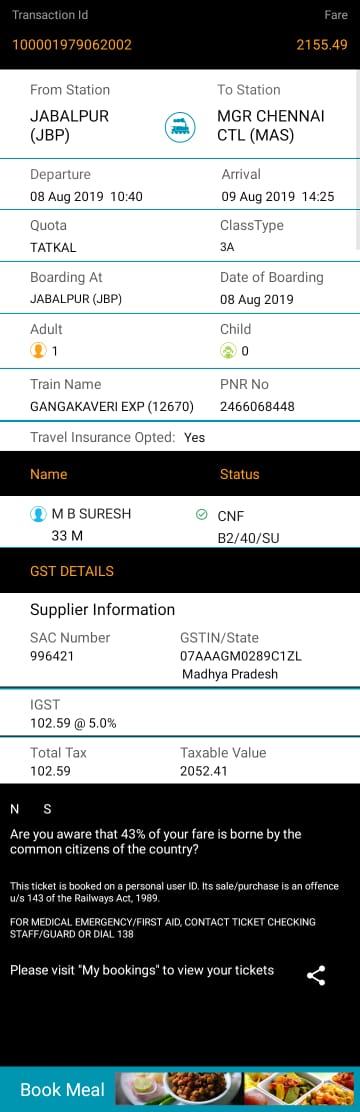 Transaction Id Fare
100001979062002 2155.49
From Station To Station
JABALPUR MGR CHENNAI
(JBP) CTL (MAS)
Departure Arrival
08 Aug 2019 10:40 09 Aug 2019 14:25
Quota ClassType
TATKAL 3A
Boarding At Date of Boarding
JABALPUR (JBP) 08 Aug 2019
Adult Child
1 0
Train Name PNR No
GANGAKAVERI EXP (12670) 2466068448
Travel Insurance Opted: Yes
Name Status
M B SURESH CNF
33 M B2/40/SU
GST DETAILS
Supplier Information
SAC Number GSTIN/State
996421 07AAAGM0289C1ZL
Madhya Pradesh
IGST
102.59 @ 5.0%
Total Tax Taxable Value
102.59 2052.41
N S
Are you aware that 43% of your fare is borne by the
common citizens of the country?
This ticket is booked on a personal user ID. Its sale/purchase is an offence
u/s 143 of the Railways Act, 1989.
FOR MEDICAL EMERGENCY/FIRST AID, CONTACT TICKET CHECKING
STAFF/GUARD OR DIAL 138
Please visit "My bookings" to view your tickets
Book Meal